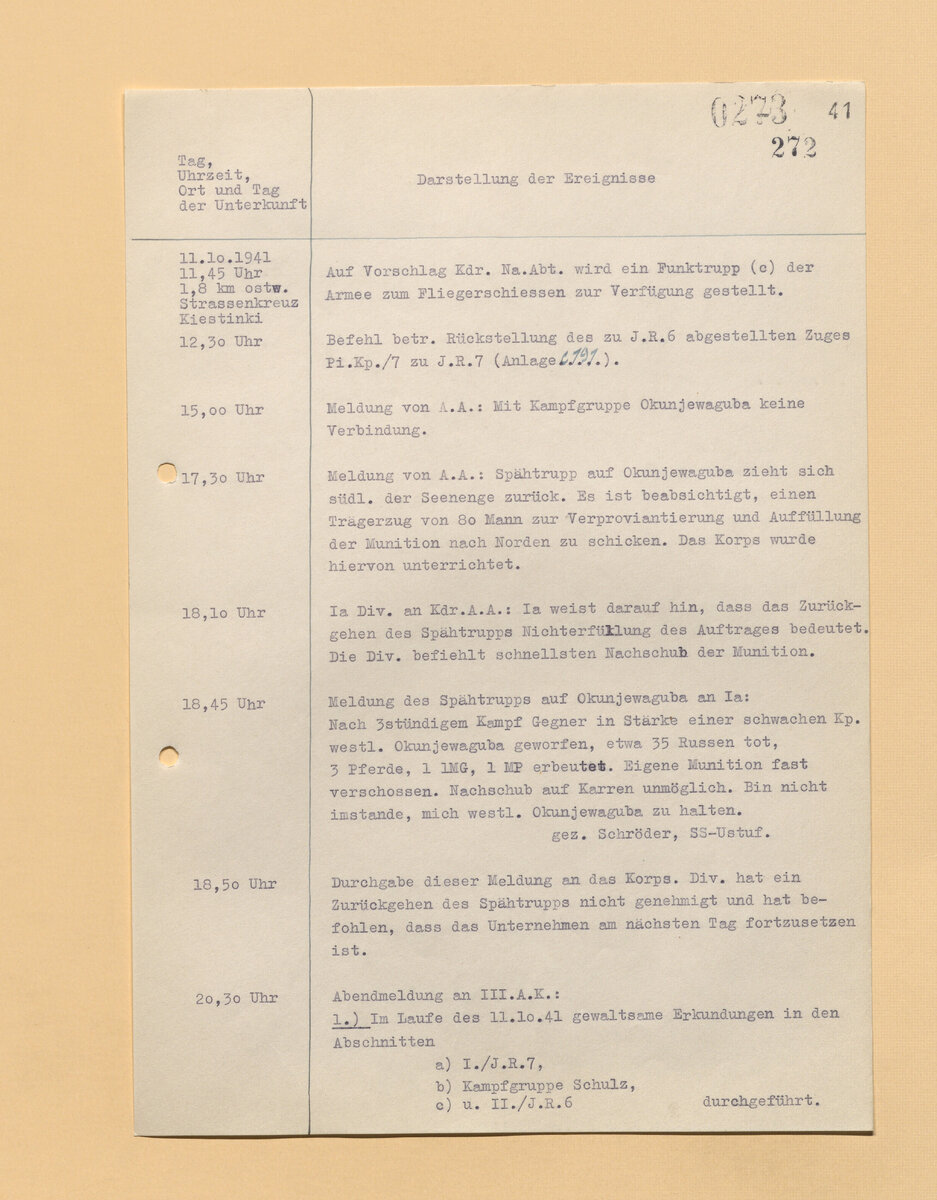 0273 41
272
Tag,
Uhrzeit,
Ort und Tag
der Unterkunft
Darstellung der Ereignisse
11.10.1941
11,45 Uhr
1,8 km ostw.
Strassenkreuz
Kiestinki
Auf Vorschlag Kdr. Na.Abt. wird ein Funktrupp (c) der
Armee zum Fliegerschiessen zur Verfügung gestellt.
12,30 Uhr
Befehl betr. Rückstellung des zu J.R.6 abgestellten Zuges
Pi.Kp./7 zu J.R.7 (Anlage ).
15,00 Uhr
Meldung von A.A.: Mit Kampfgruppe Okunjewaguba keine
Verbindung.
17,30 Uhr
Meldung von A.A.: Spähtrupp auf Okunjewaguba zieht sich
südl. der Seenenge zurück. Es ist beabsichtigt, einen
Trägerzug von 80 Mann zur Verproviantierung und Auffüllung
der Munition nach Norden zu schicken. Das Korps wurde
hiervon unterrichtet.
18,10 Uhr
Ia Div. an Kdr.A.A.: Ia weist darauf hin, dass das Zurück-
gehen des Spähtrupps Nichterfüllung des Auftrages bedeutet.
Die Div. befiehlt schnellsten Nachschub der Munition.
18,45 Uhr
Meldung des Spähtrupps auf Okunjewaguba an Ia:
Nach 3stündigem Kampf Gegner in Stärke einer schwachen Kp.
westl. Okunjewaguba geworfen, etwa 35 Russen tot,
3 Pferde, 1 lMG, 1 MP erbeutet. Eigene Munition fast
verschossen. Nachschub auf Karren unmöglich. Bin nicht
imstande, mich westl. Okunjewaguba zu halten.
gez. Schröder, SS-Ustuf.
18,50 Uhr
Durchgabe dieser Meldung an das Korps. Div. hat ein
Zurückgehen des Spähtrupps nicht genehmigt und hat be-
fohlen, dass das Unternehmen am nächsten Tag fortzusetzen
ist.
20,30 Uhr
Abendmeldung an III.A.K.:
1.) Im Laufe des 11.10.41 gewaltsame Erkundungen in den
Abschnitten
a) I./J.R.7,
b) Kampfgruppe Schulz,
c) u. II./J.R.6 durchgeführt.